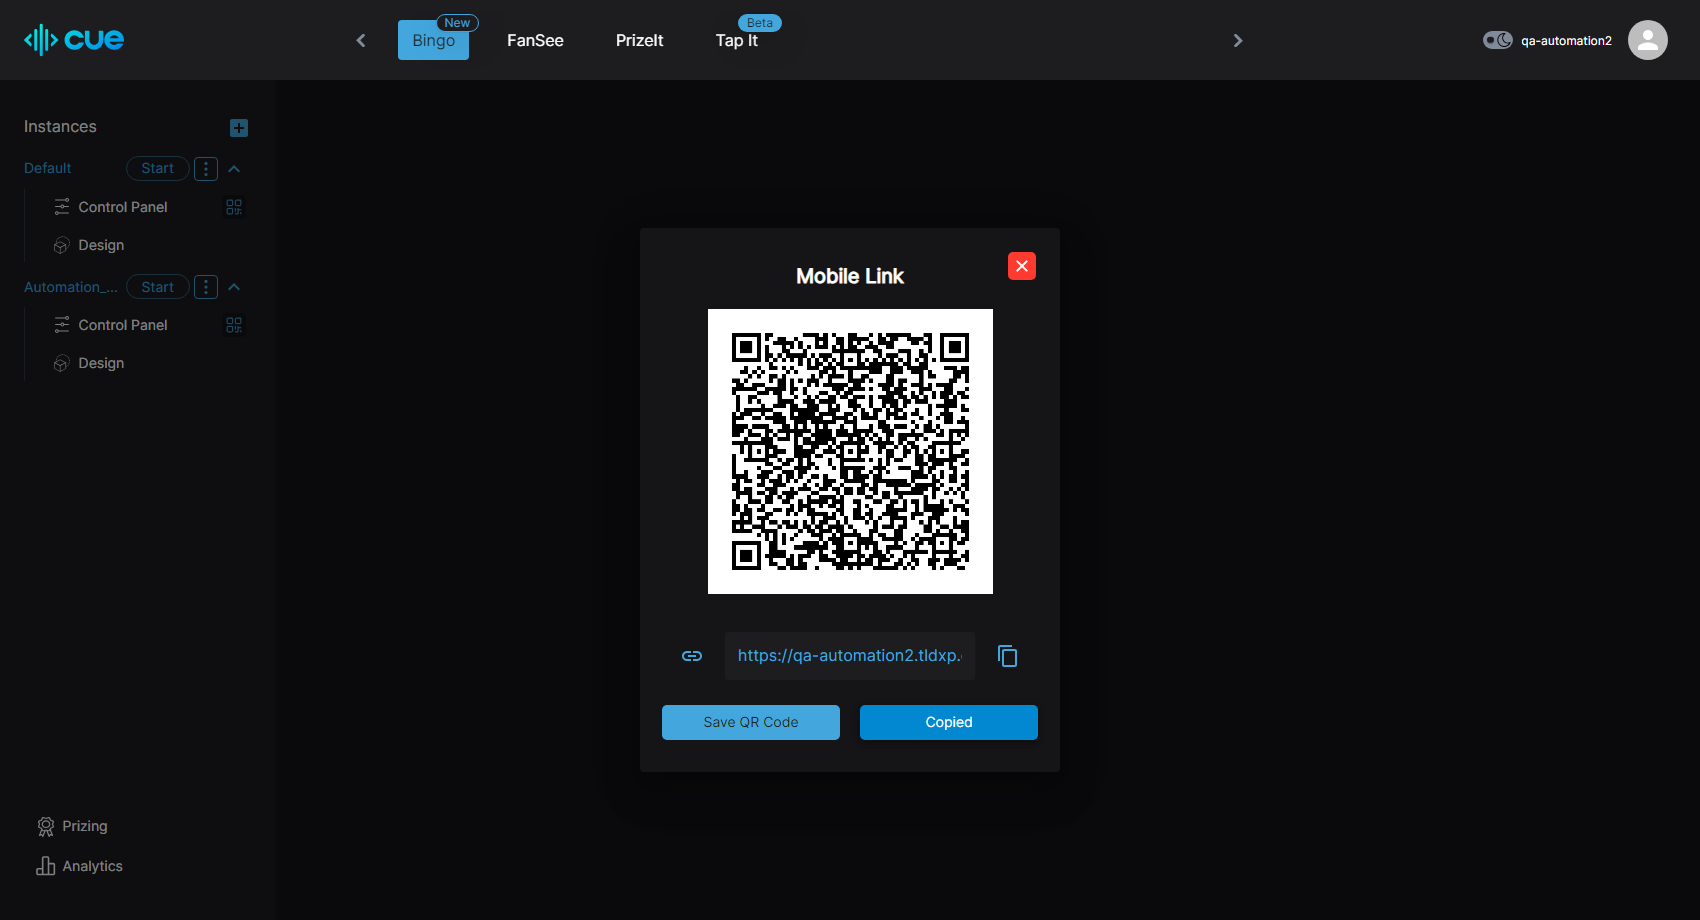 cue
Bingo
New
FanSee
PrizeIt
Tap It
Beta
qa-automation2
Instances
Default
Start
Control Panel
Design
Automation_...
Start
Control Panel
Design
Prizing
Analytics
Mobile Link
https://qa-automation2.tldxp.
Save QR Code
Copied